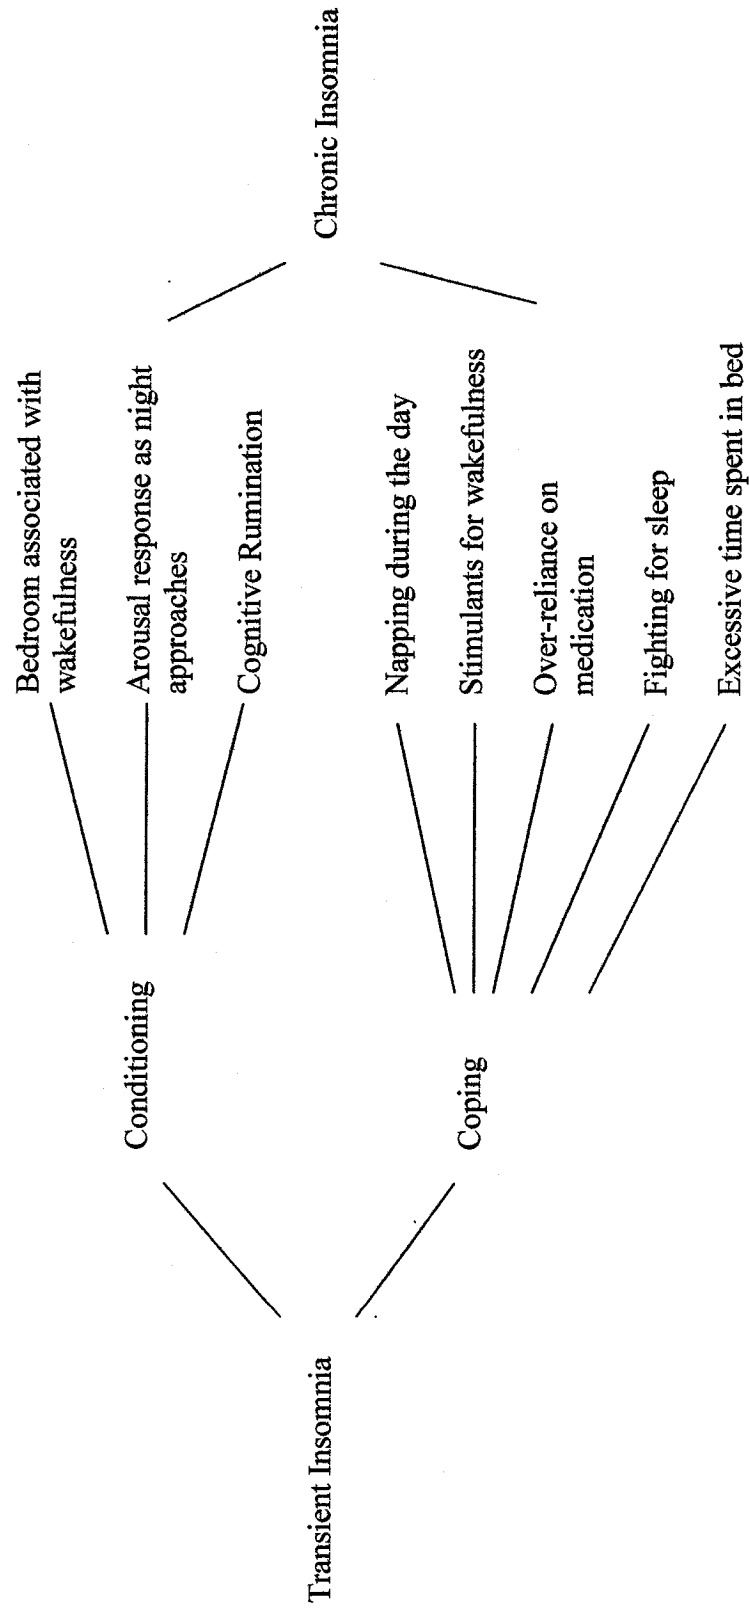 Transient Insomnia
Conditioning
Coping
Bedroom associated with
wakefulness
Arousal response as night
approaches
Cognitive Rumination
Napping during the day
Stimulants for wakefulness
Over-reliance on
medication
Fighting for sleep
Excessive time spent in bed
Chronic Insomnia